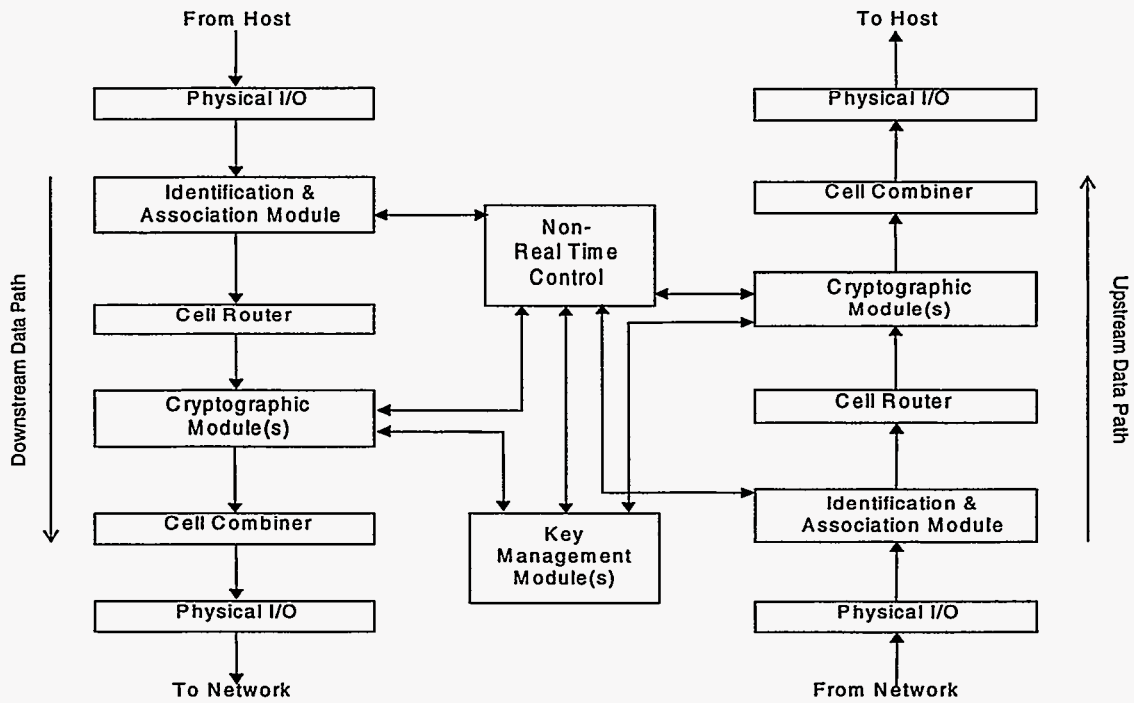 From Host
Physical I/O
Identification &
Association Module
Cell Router
Cryptographic
Module(s)
Cell Combiner
Physical I/O
To Network
Downstream Data Path
Non-
Real Time
Control
Key
Management
Module(s)
To Host
Physical I/O
Cell Combiner
Cryptographic
Module(s)
Cell Router
Identification &
Association Module
Physical I/O
From Network
Upstream Data Path